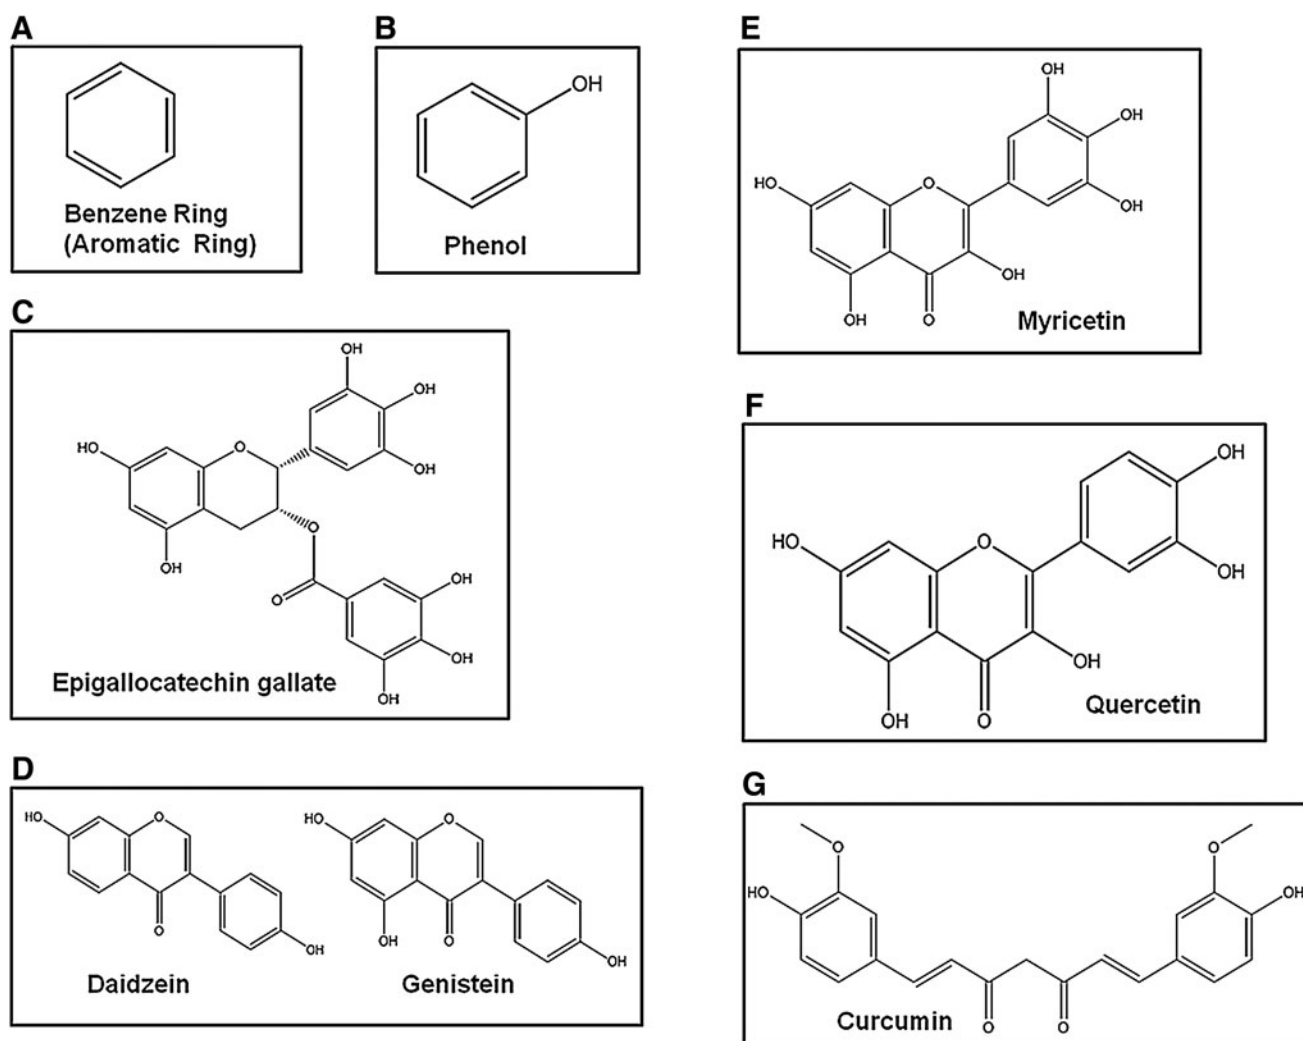 A
Benzene Ring
(Aromatic Ring)
B
OH
Phenol
C
OH
OH
HO
O
OH
O
OH
O
OH
OH
OH
Epigallocatechin gallate
D
HO
O
O
OH
Daidzein
HO
O
OH
O
OH
Genistein
E
OH
OH
HO
O
OH
OH
OH
O
Myricetin
F
OH
HO
O
OH
OH
OH
O
Quercetin
G
O
O
HO
OH
O
O
Curcumin